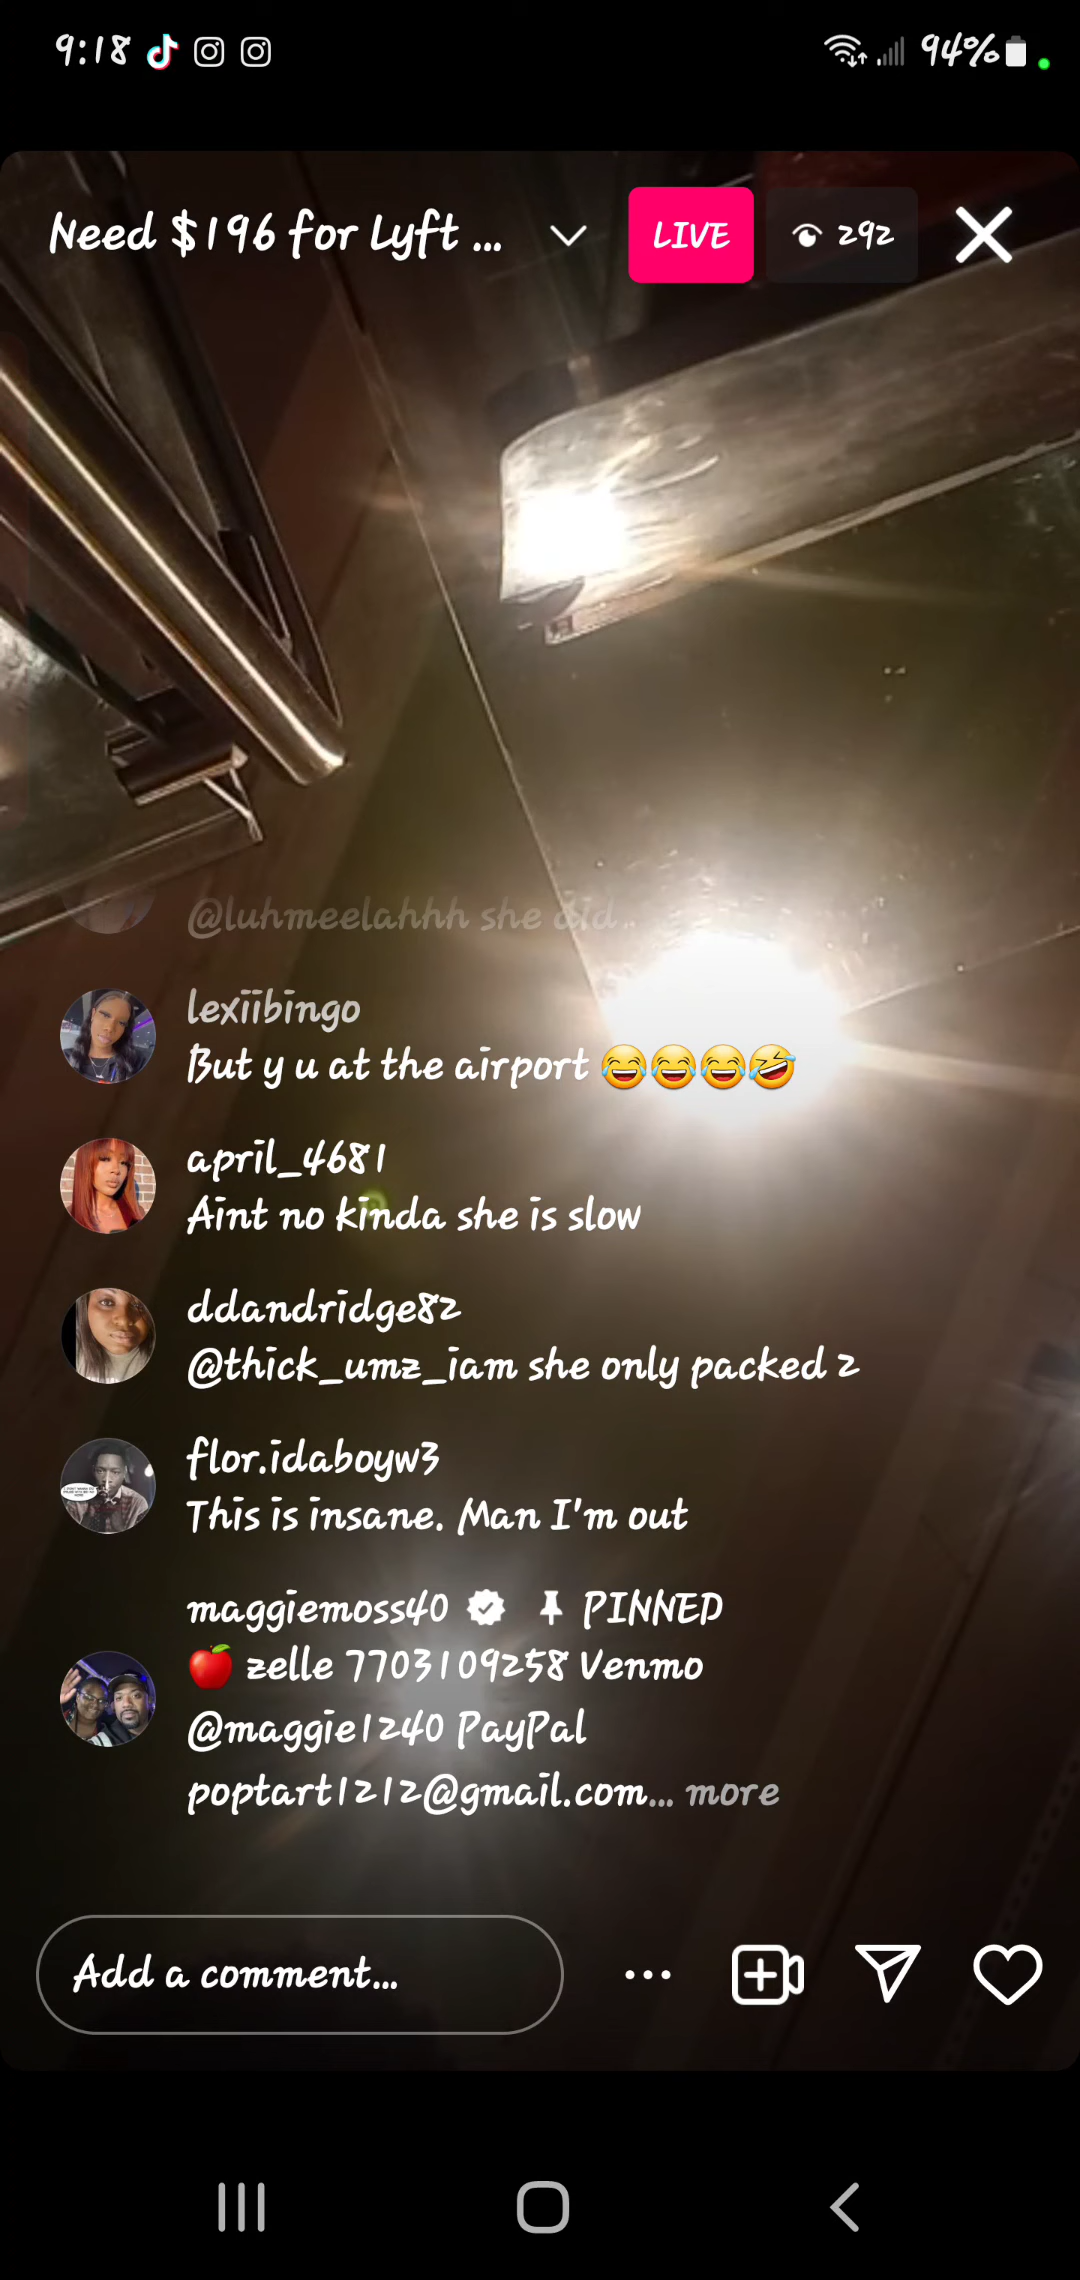 9:18
94%
Need $196 for Lyft ...
LIVE
292
@luhmeelahhh she did..
lexiibingo
But y u at the airport 😂😂😂🤣
april_4681
Aint no kinda she is slow
ddandridge82
@thick_umz_iam she only packed 2
flor.idaboyw3
This is insane. Man I'm out
maggiemoss40 PINNED
🍎 zelle 7703109258 Venmo
@maggie1240 PayPal
poptart1212@gmail.com... more
Add a comment...